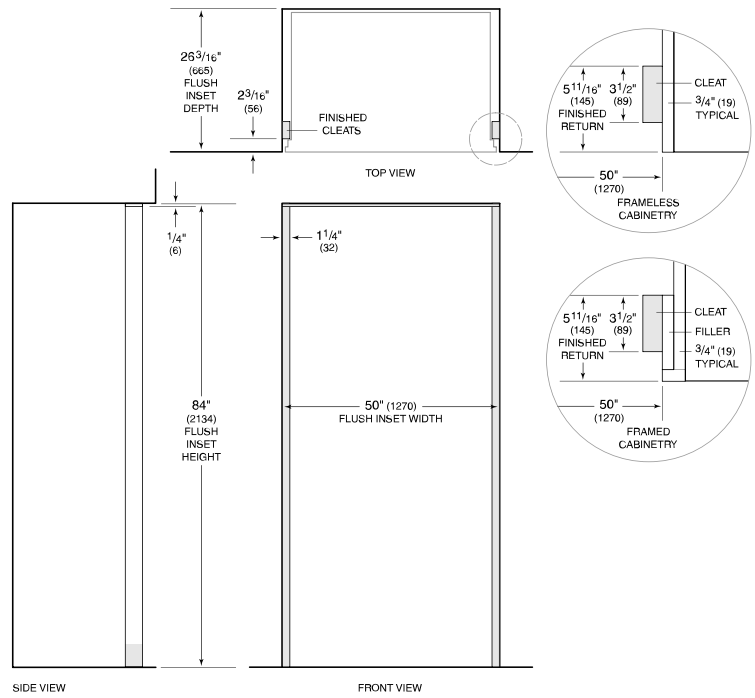 26 3/16"
(665)
FLUSH
INSET
DEPTH
2 3/16"
(56)
FINISHED
CLEATS
TOP VIEW
5 11/16"
(145)
FINISHED
RETURN
3 1/2"
(89)
CLEAT
3/4" (19)
TYPICAL
50"
(1270)
FRAMELESS
CABINETRY
1/4"
(6)
1 1/4"
(32)
84"
(2134)
FLUSH
INSET
HEIGHT
50" (1270)
FLUSH INSET WIDTH
5 11/16"
(145)
FINISHED
RETURN
3 1/2"
(89)
CLEAT
FILLER
3/4" (19)
TYPICAL
50"
(1270)
FRAMED
CABINETRY
SIDE VIEW
FRONT VIEW